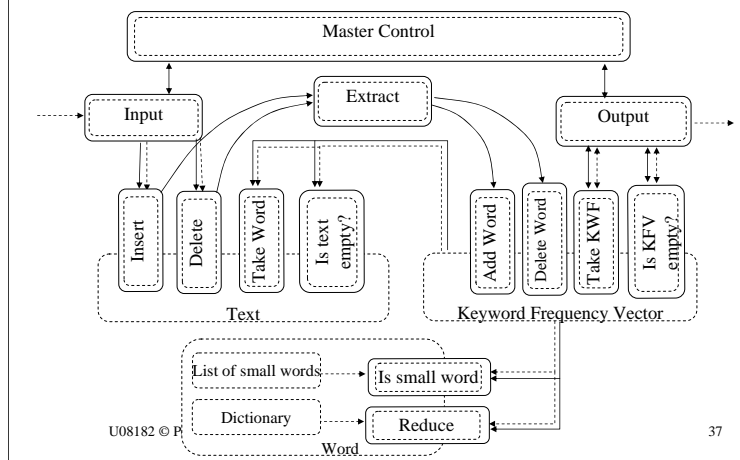 Master Control
Input
Extract
Output
Insert
Delete
Take Word
Is text
empty?
Add Word
Delete Word
Take KWF
Is KFV
empty?
Text
Keyword Frequency Vector
List of small words
Is small word
Dictionary
Reduce
Word
U08182 © P
37